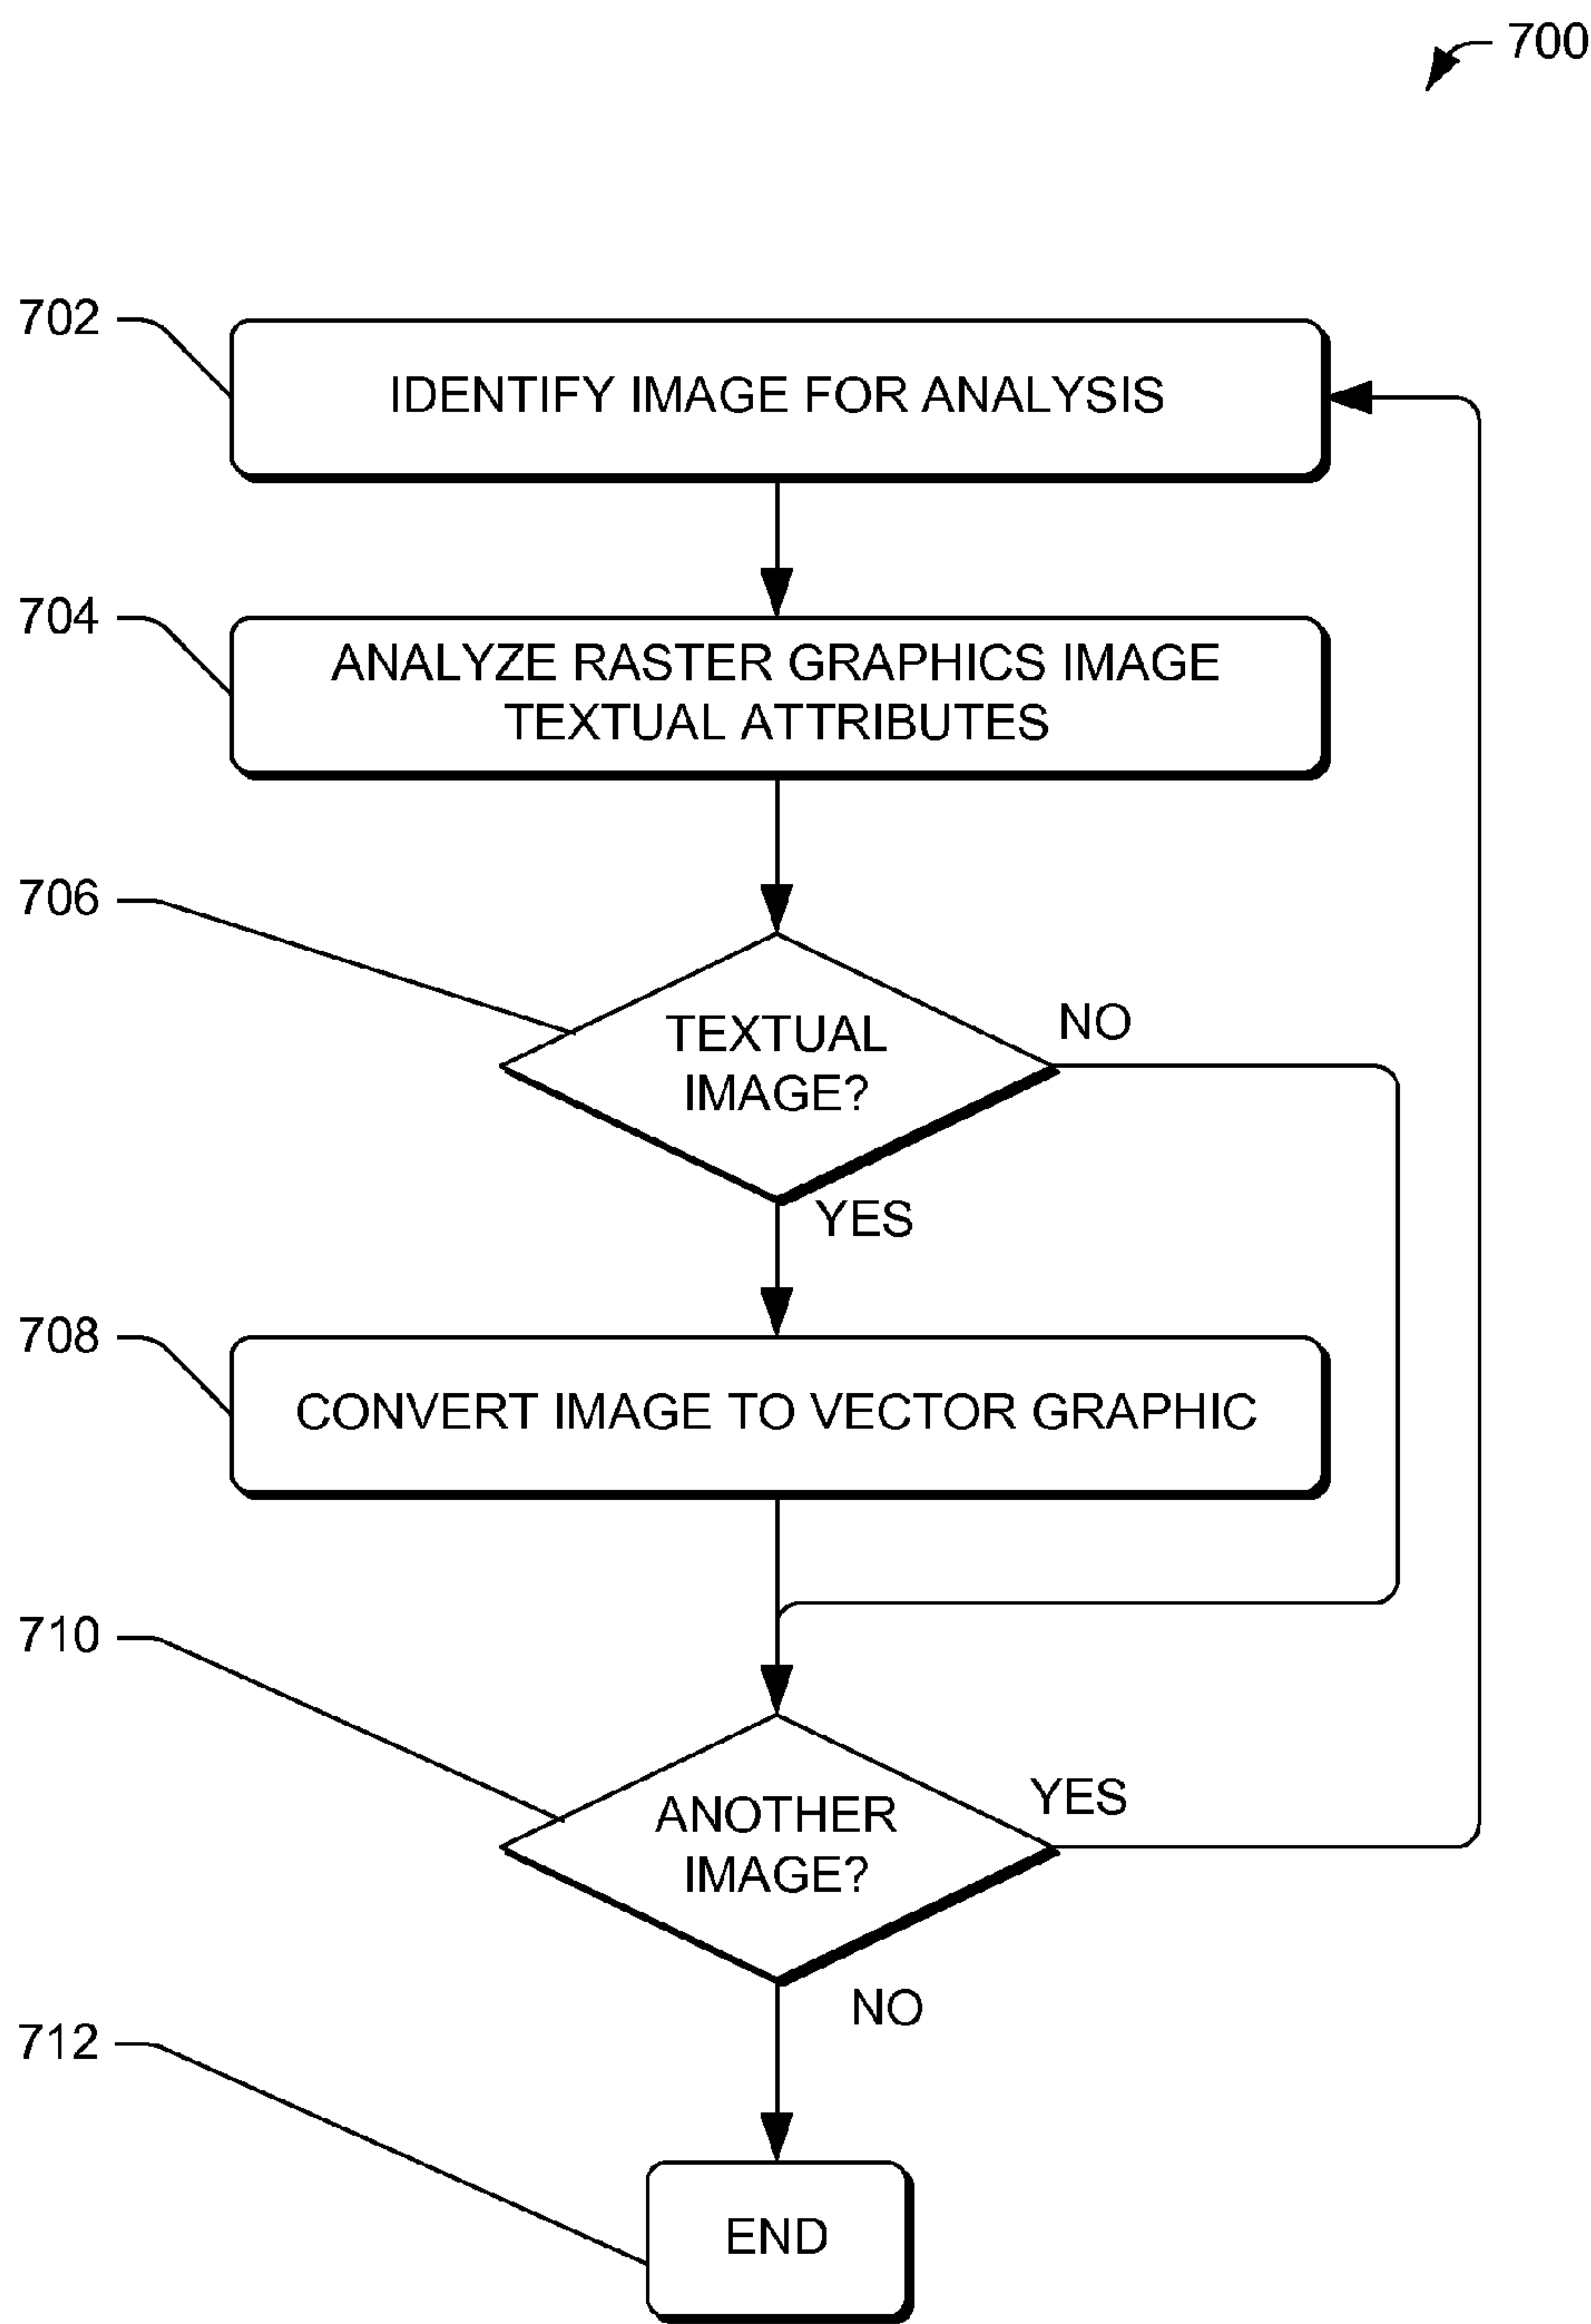 700
702
IDENTIFY IMAGE FOR ANALYSIS
704
ANALYZE RASTER GRAPHICS IMAGE
TEXTUAL ATTRIBUTES
706
TEXTUAL
IMAGE?
NO
YES
708
CONVERT IMAGE TO VECTOR GRAPHIC
710
ANOTHER
IMAGE?
YES
NO
712
END